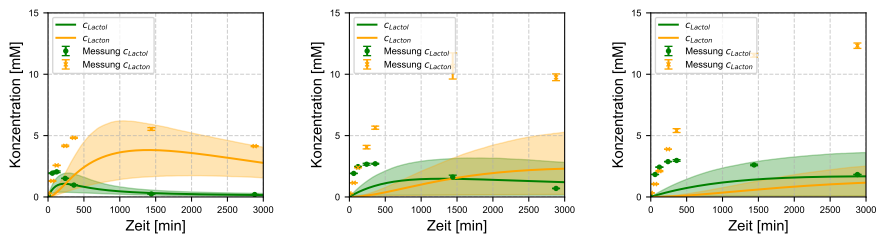 15
10
5
0
Konzentration [mM]
c_Lactol
c_Lacton
Messung c_Lactol
Messung c_Lacton
0 500 1000 1500 2000 2500 3000
Zeit [min]
15
10
5
0
Konzentration [mM]
c_Lactol
c_Lacton
Messung c_Lactol
Messung c_Lacton
0 500 1000 1500 2000 2500 3000
Zeit [min]
15
10
5
0
Konzentration [mM]
c_Lactol
c_Lacton
Messung c_Lactol
Messung c_Lacton
0 500 1000 1500 2000 2500 3000
Zeit [min]